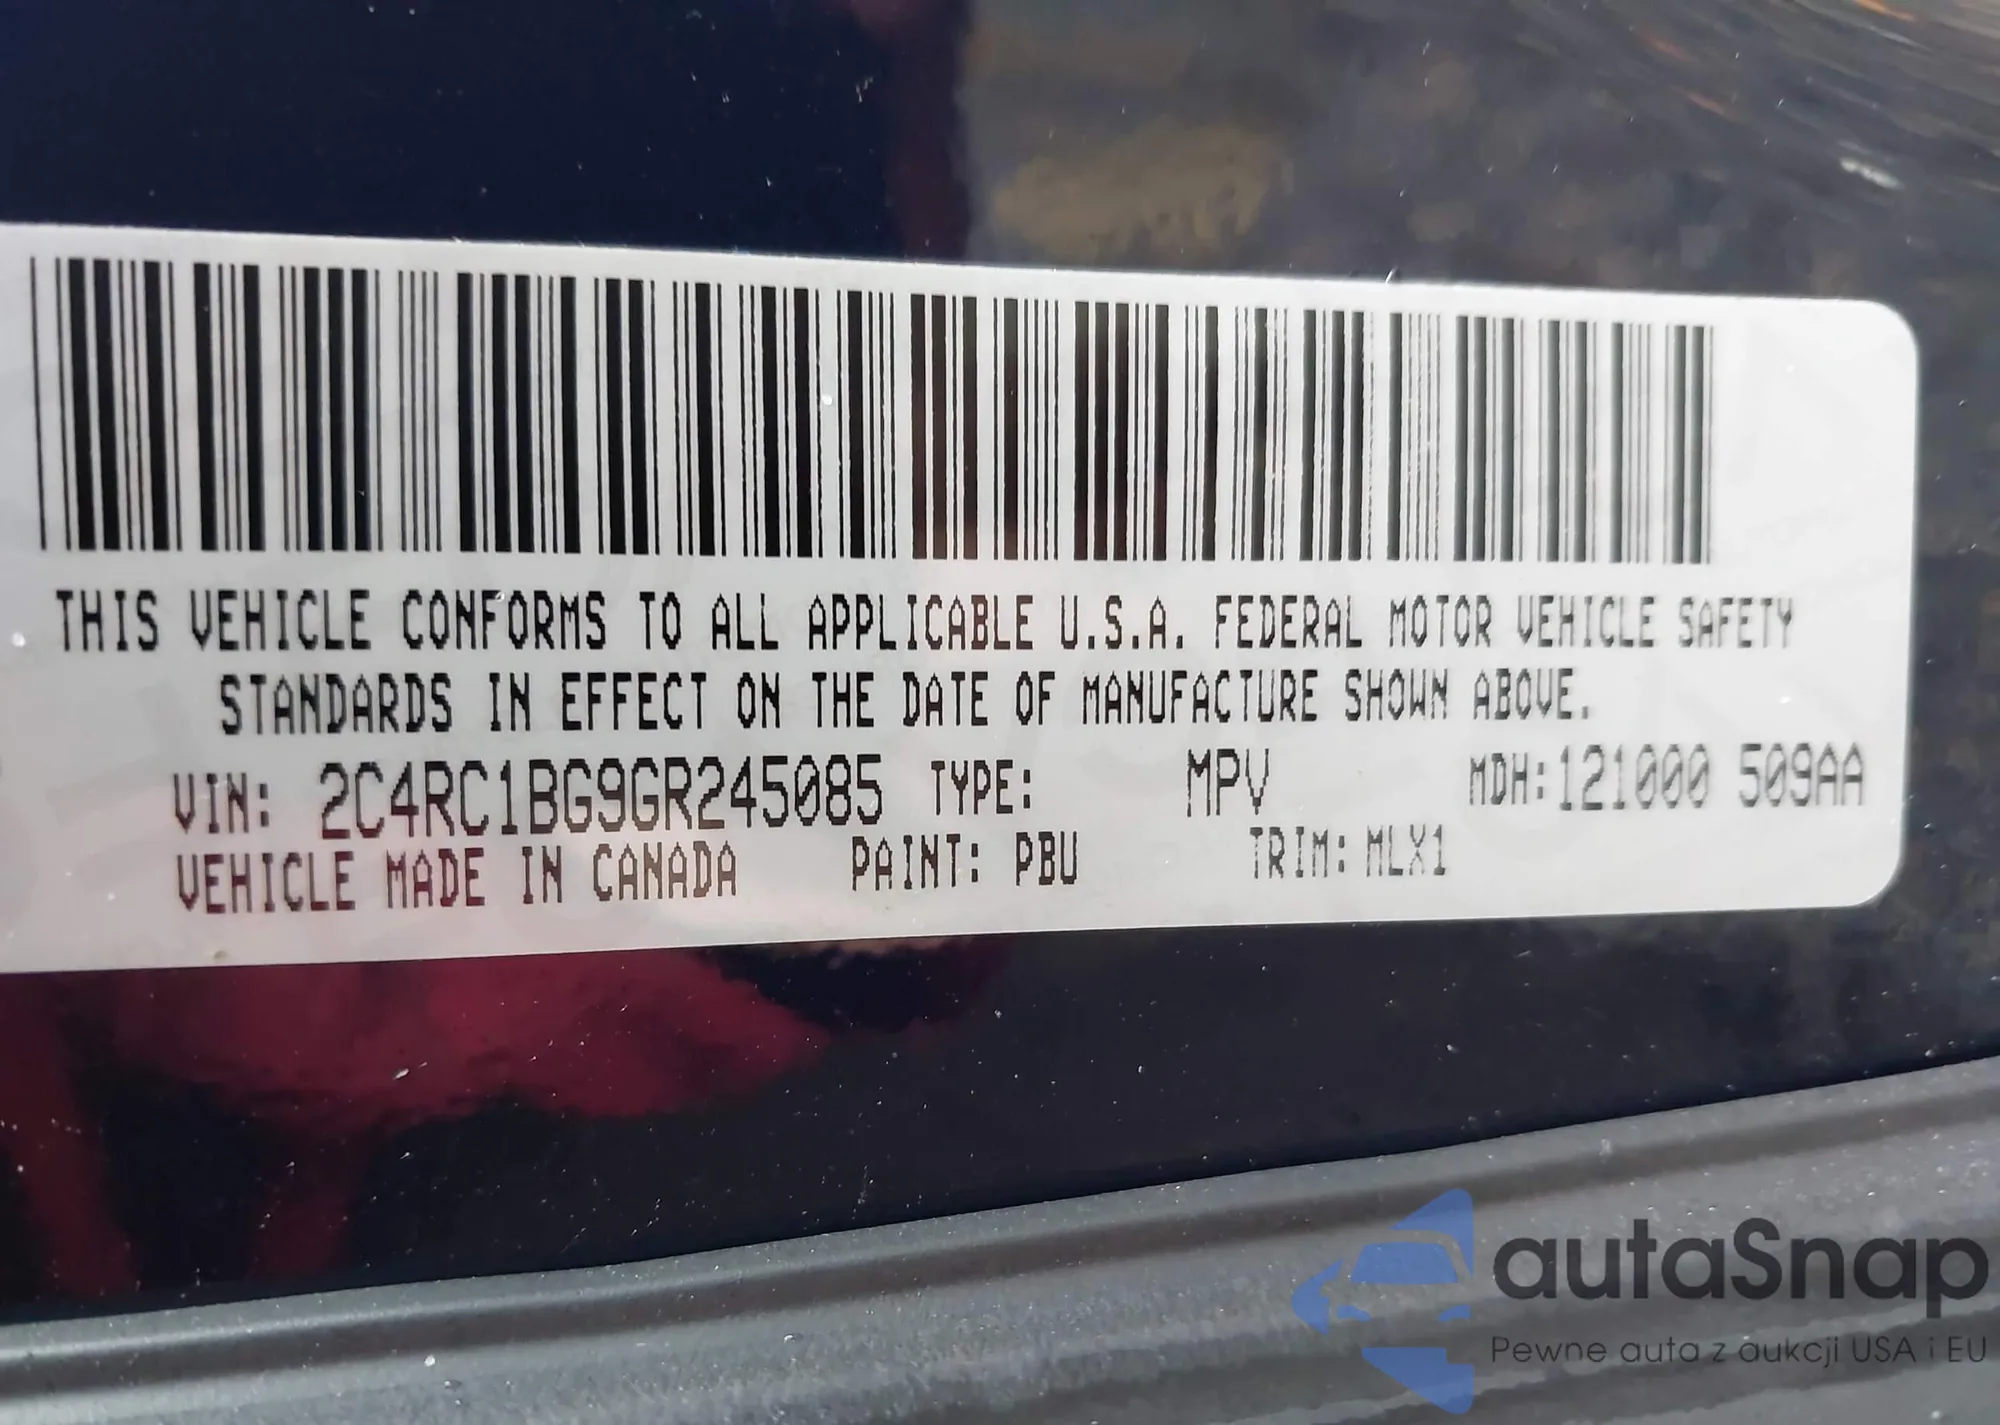 THIS VEHICLE CONFORMS TO ALL APPLICABLE U.S.A. FEDERAL MOTOR VEHICLE SAFETY
STANDARDS IN EFFECT ON THE DATE OF MANUFACTURE SHOWN ABOVE.
VIN: 2C4RC1BG9GR245085 TYPE: MPV MDH:121000 509AA
VEHICLE MADE IN CANADA PAINT: PBU TRIM: MLX1
autaSnap
Pewne auta z aukcji USA i EU